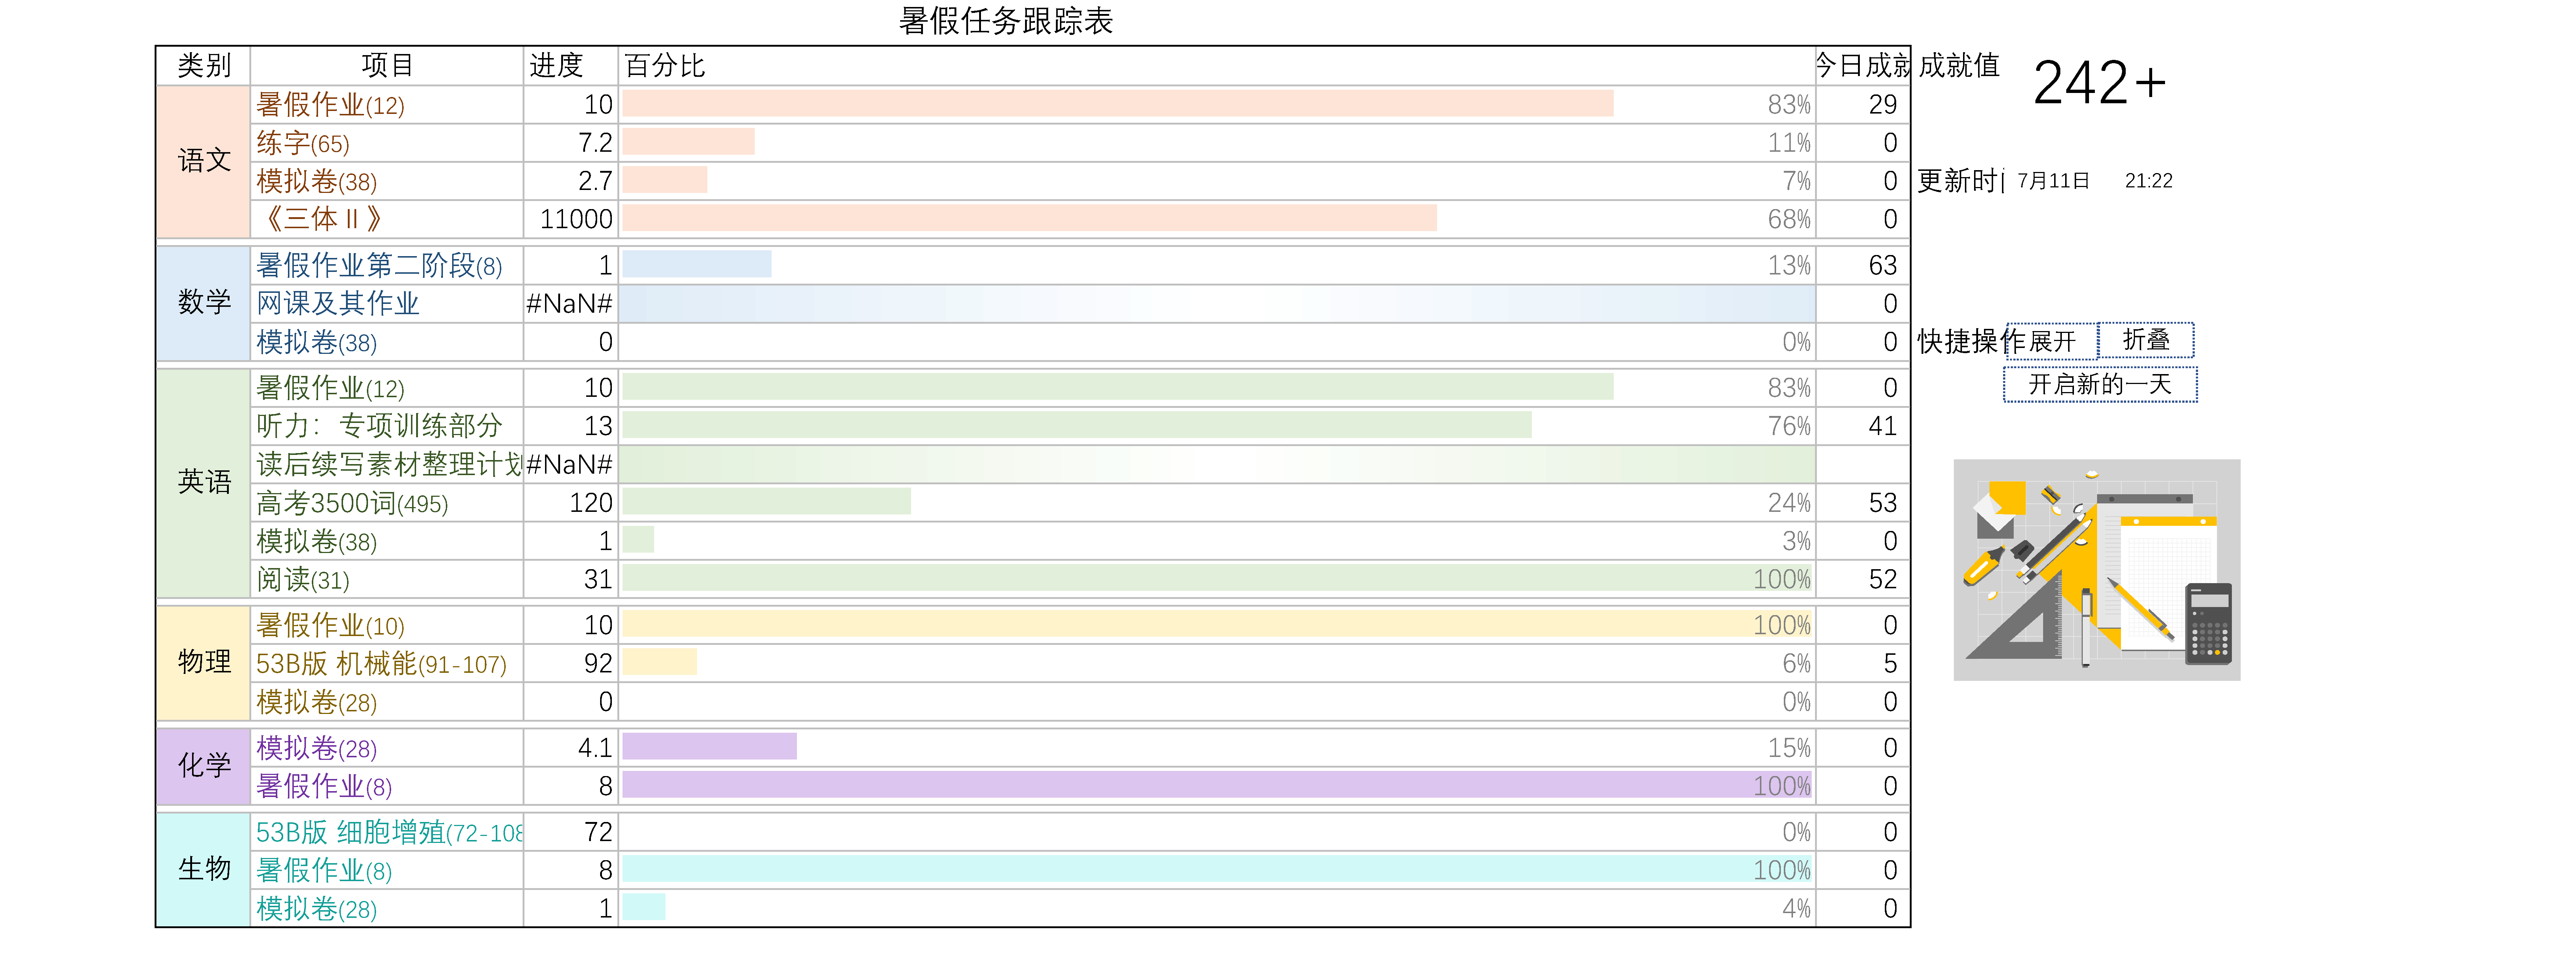 暑假任务跟踪表
类别 项目 进度 百分比 今日成就 成就值 242+
语文 暑假作业(12) 10 83% 29
练字(65) 7.2 11% 0
模拟卷(38) 2.7 7% 0 更新时 7月11日 21:22
《三体Ⅱ》 11000 68% 0
数学 暑假作业第二阶段(8) 1 13% 63
网课及其作业 #NaN# 0
模拟卷(38) 0 0% 0 快捷操作 展开 折叠
开启新的一天
英语 暑假作业(12) 10 83% 0
听力：专项训练部分 13 76% 41
读后续写素材整理计划 #NaN#
高考3500词(495) 120 24% 53
模拟卷(38) 1 3% 0
阅读(31) 31 100% 52
物理 暑假作业(10) 10 100% 0
53B版 机械能(91-107) 92 6% 5
模拟卷(28) 0 0% 0
化学 模拟卷(28) 4.1 15% 0
暑假作业(8) 8 100% 0
生物 53B版 细胞增殖(72-108 72 0% 0
暑假作业(8) 8 100% 0
模拟卷(28) 1 4% 0